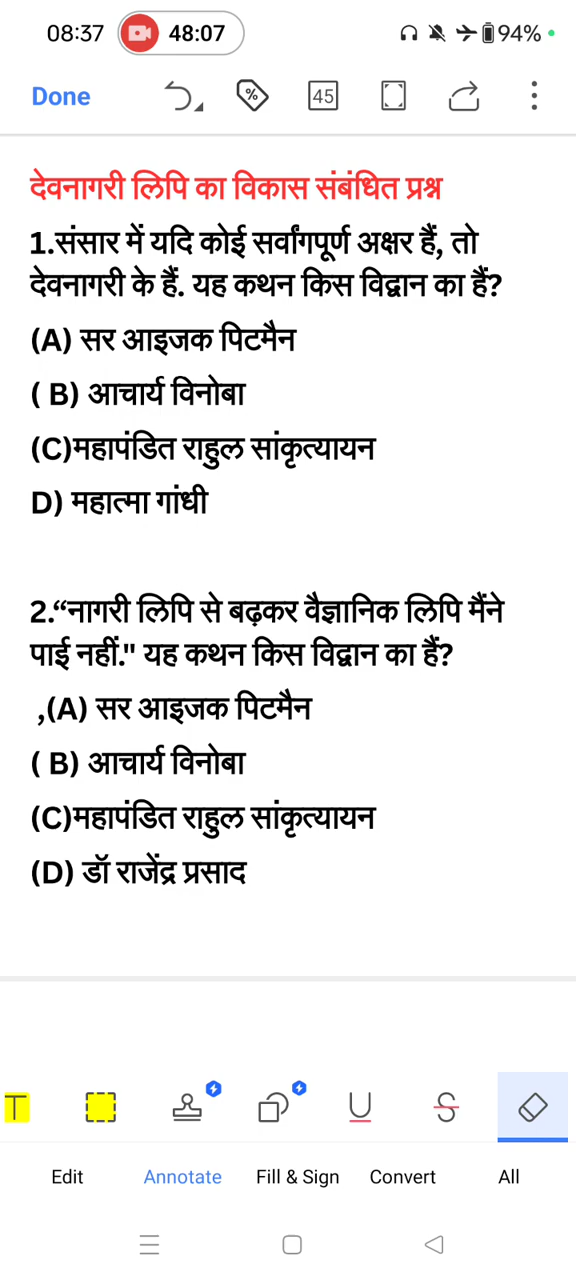 08:37 48:07 94%
Done % 45
देवनागरी लिपि का विकास संबंधित प्रश्न
1.संसार में यदि कोई सर्वांगपूर्ण अक्षर हैं, तो
देवनागरी के हैं. यह कथन किस विद्वान का हैं?
(A) सर आइजक पिटमैन
( B) आचार्य विनोबा
(C)महापंडित राहुल सांकृत्यायन
D) महात्मा गांधी
2.“नागरी लिपि से बढ़कर वैज्ञानिक लिपि मैंने
पाई नहीं." यह कथन किस विद्वान का हैं?
,(A) सर आइजक पिटमैन
( B) आचार्य विनोबा
(C)महापंडित राहुल सांकृत्यायन
(D) डॉ राजेंद्र प्रसाद
T U S
Edit Annotate Fill & Sign Convert All